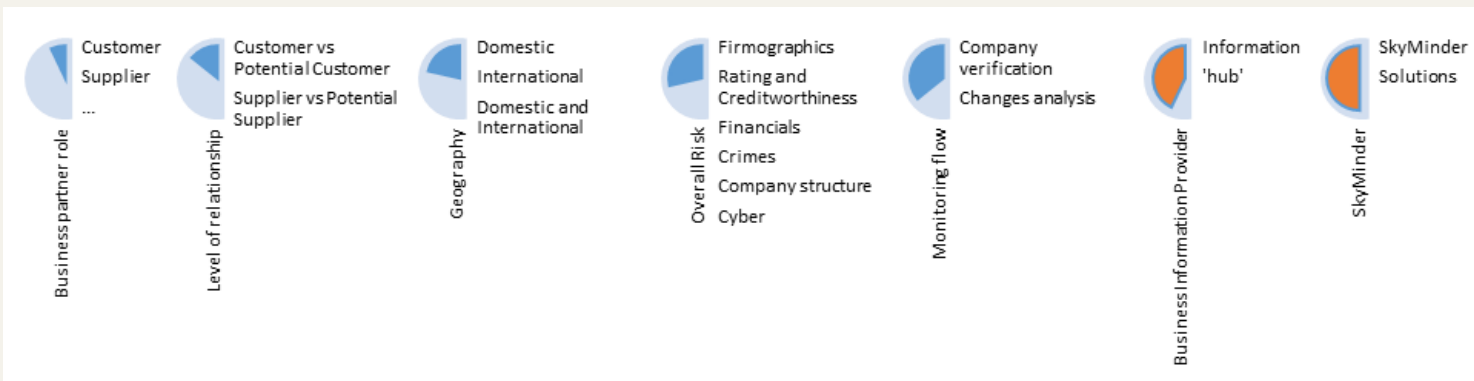 Customer
Supplier
...
Business partner role
Customer vs
Potential Customer
Supplier vs Potential
Supplier
Level of relationship
Domestic
International
Domestic and
International
Geography
Firmographics
Rating and
Creditworthiness
Financials
Crimes
Company structure
Cyber
Overall Risk
Company
verification
Changes analysis
Monitoring flow
Information
'hub'
Business Information Provider
SkyMinder
Solutions
SkyMinder